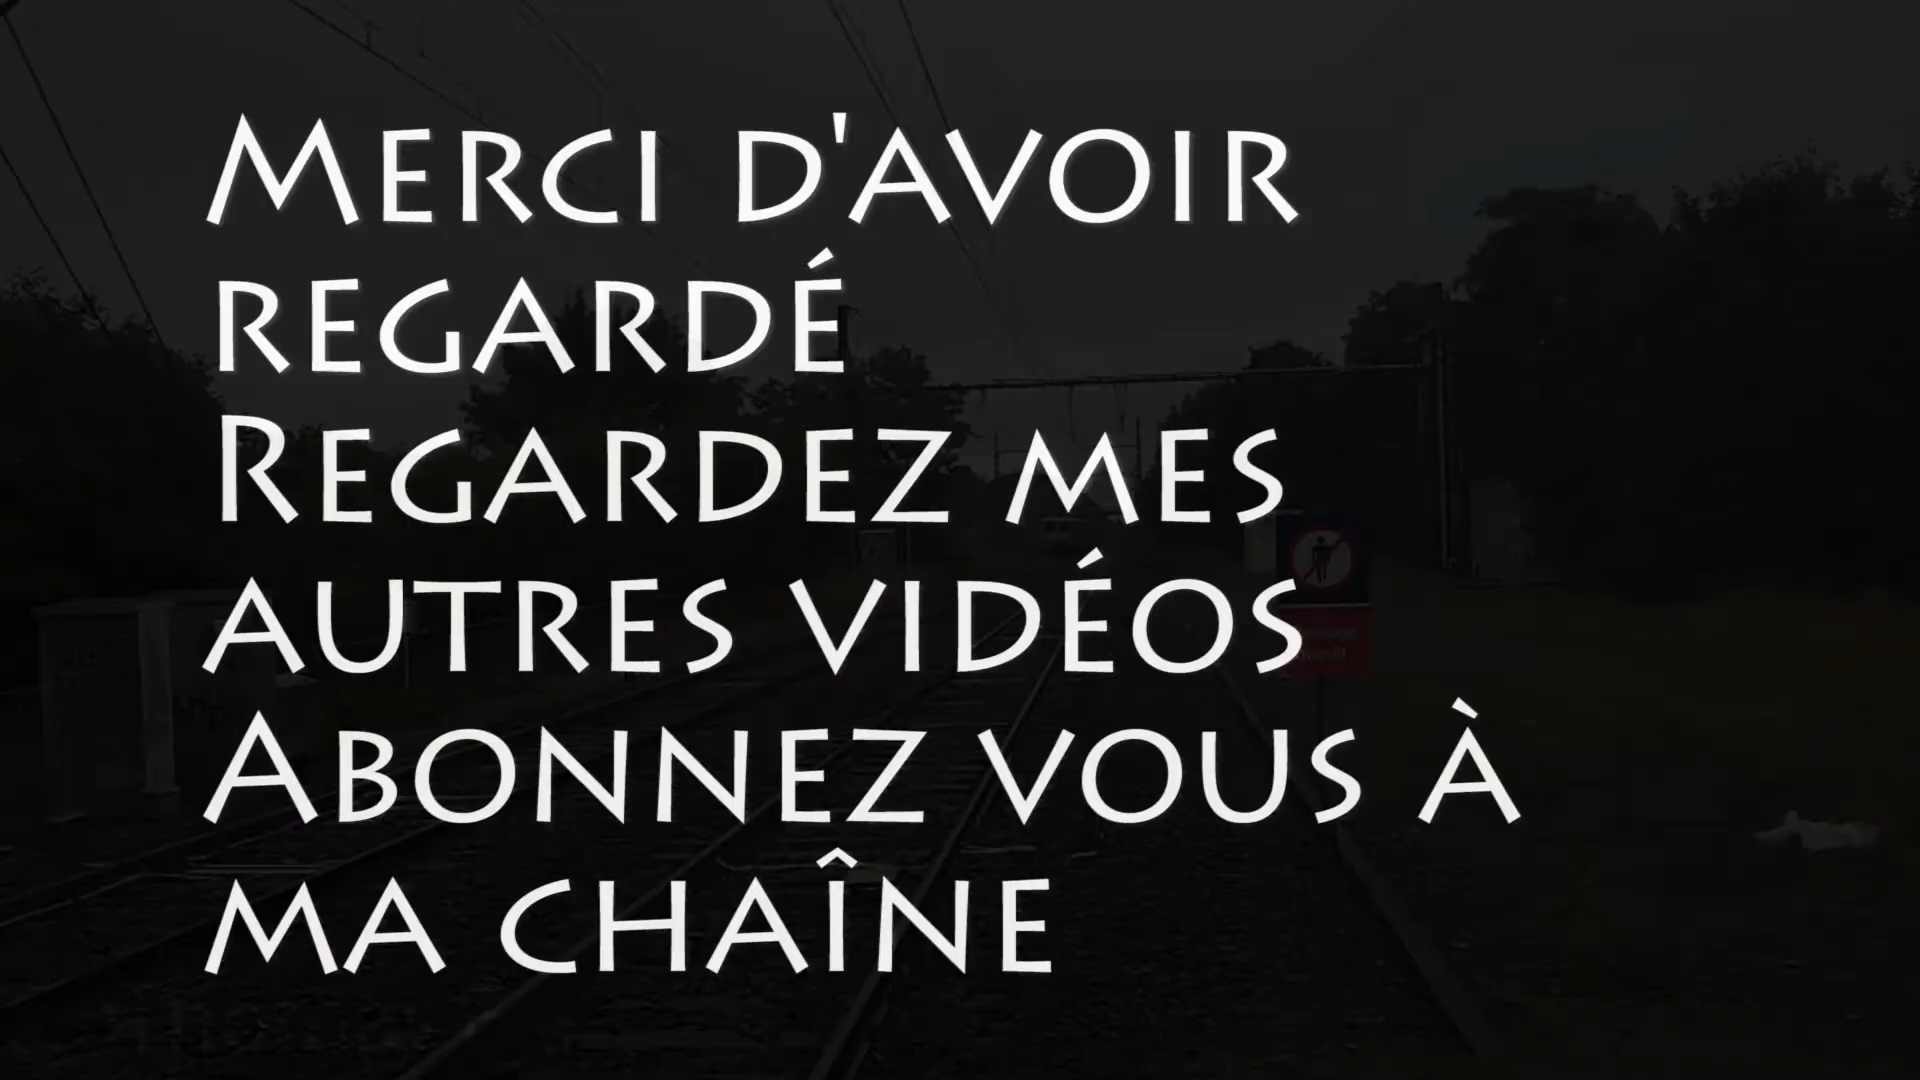 Merci d'avoir
regardé
Regardez mes
autres vidéos
Abonnez vous à
ma chaîne